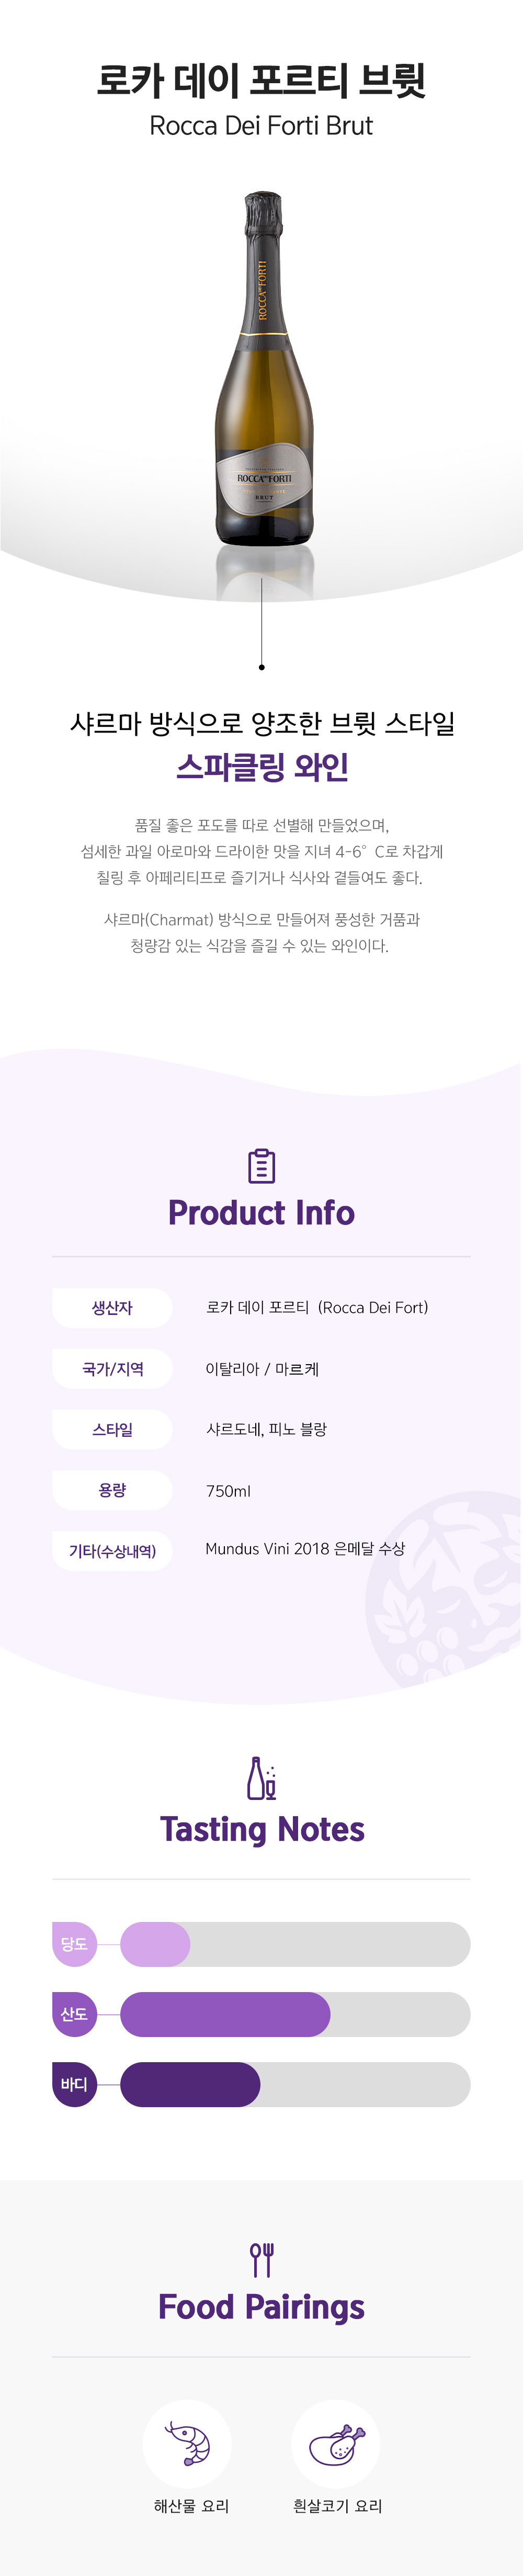 로카 데이 포르티 브륏
Rocca Dei Forti Brut
ROCCA DEI FORTI
ROCCA DEI FORTI
BRUT
샤르마 방식으로 양조한 브륏 스타일
스파클링 와인
품질 좋은 포도를 따로 선별해 만들었으며,
섬세한 과일 아로마와 드라이한 맛을 지녀 4-6°C로 차갑게
칠링 후 아페리티프로 즐기거나 식사와 곁들여도 좋다.
샤르마(Charmat) 방식으로 만들어져 풍성한 거품과
청량감 있는 식감을 즐길 수 있는 와인이다.
Product Info
생산자 로카 데이 포르티 (Rocca Dei Fort)
국가/지역 이탈리아 / 마르케
스타일 샤르도네, 피노 블랑
용량 750ml
기타(수상내역) Mundus Vini 2018 은메달 수상
Tasting Notes
당도
산도
바디
Food Pairings
해산물 요리 흰살코기 요리